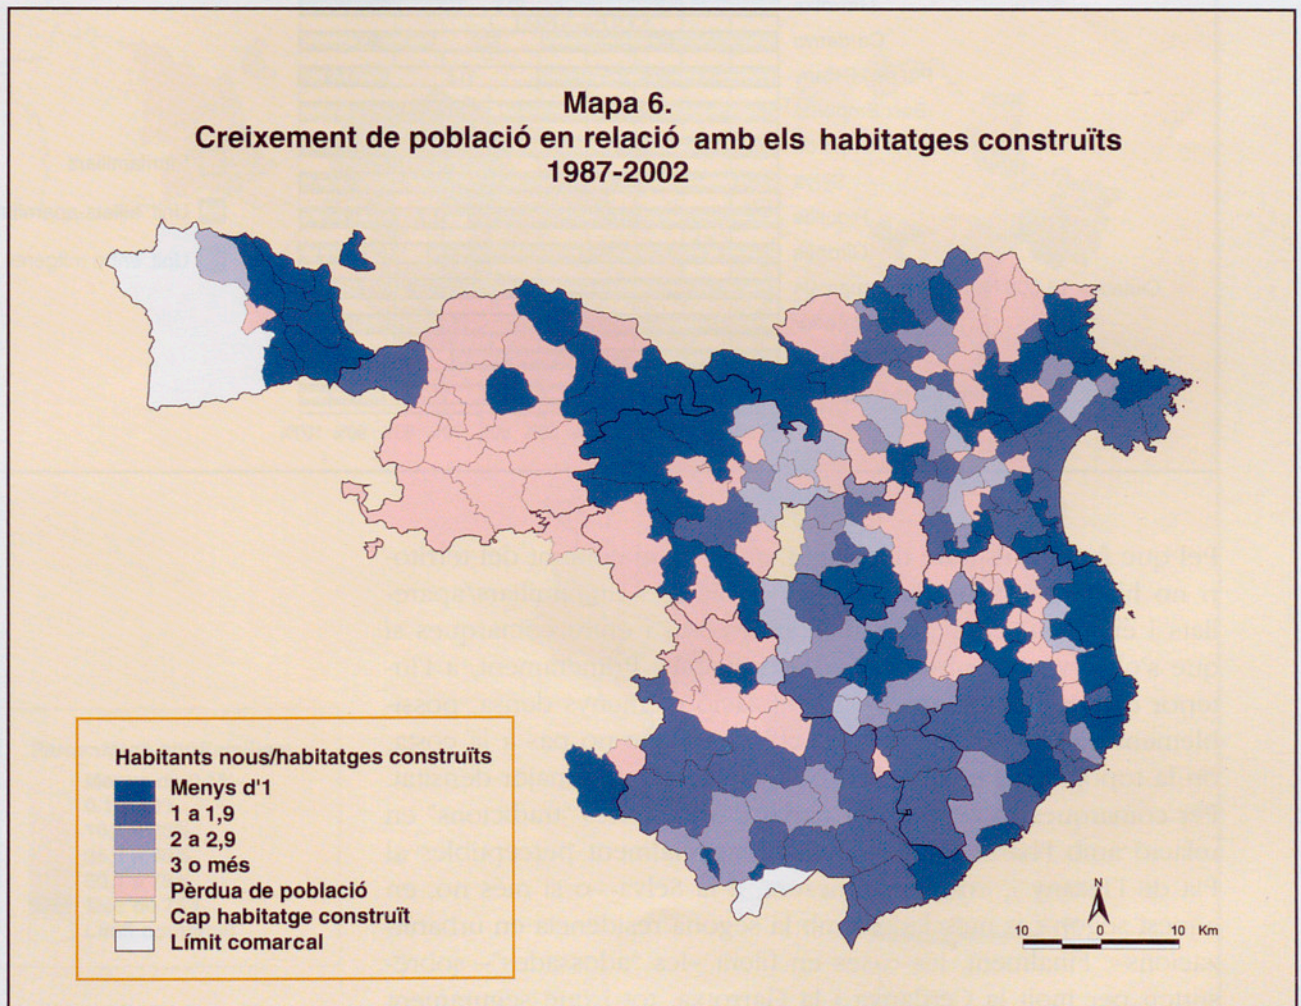 Mapa 6.
Creixement de població en relació amb els habitatges construïts
1987-2002
Habitants nous/habitatges construïts
Menys d'1
1 a 1,9
2 a 2,9
3 o més
Pèrdua de població
Cap habitatge construït
Límit comarcal
N
10 0 10 Km